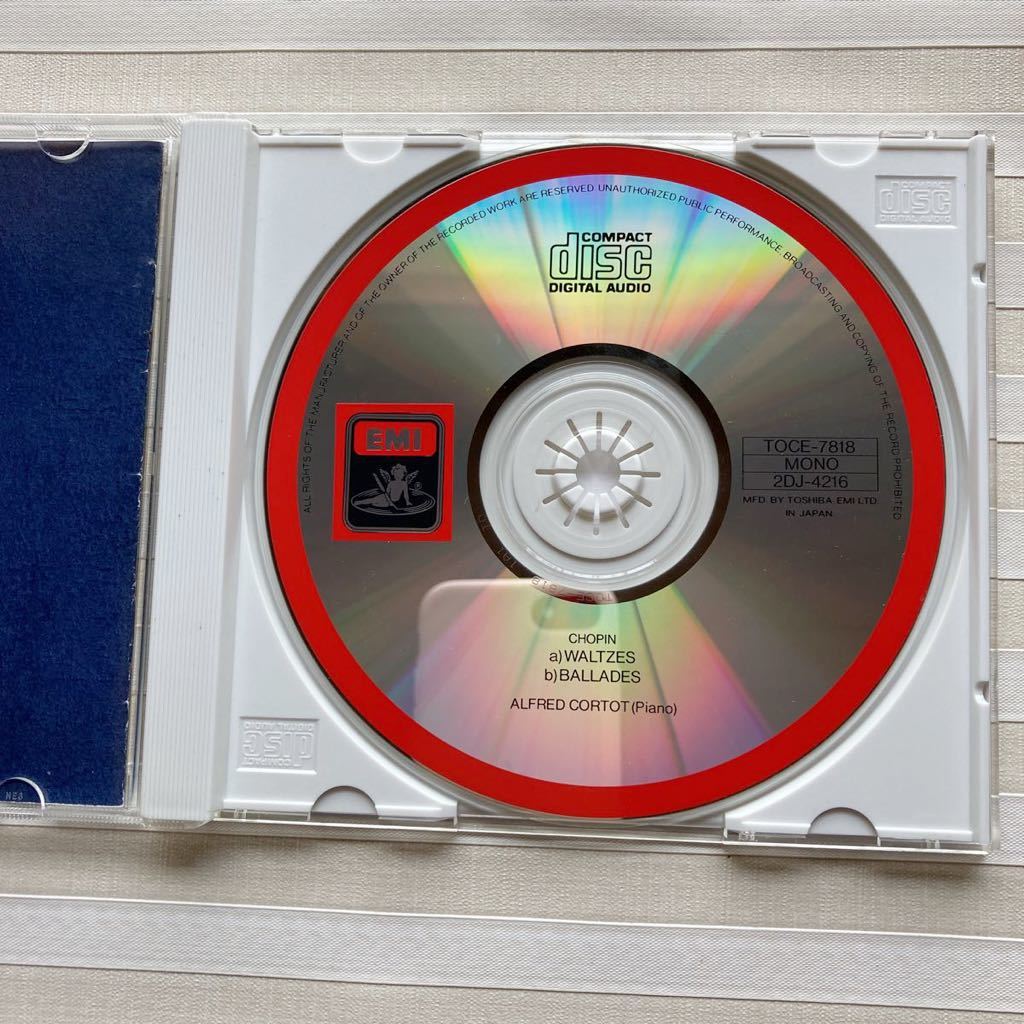 ALL RIGHTS OF THE MANUFACTURER AND OF THE OWNER OF THE RECORDED WORK ARE RESERVED. UNAUTHORIZED PUBLIC PERFORMANCE, BROADCASTING AND COPYING OF THE RECORD PROHIBITED
COMPACT
disc
DIGITAL AUDIO
COMPACT
disc
DIGITAL AUDIO
EMI
TOCE-7818
MONO
2DJ-4216
MFD. BY TOSHIBA-EMI LTD.
IN JAPAN
CHOPIN
a)WALTZES
b)BALLADES
ALFRED CORTOT(Piano)
COMPACT
disc
DIGITAL AUDIO